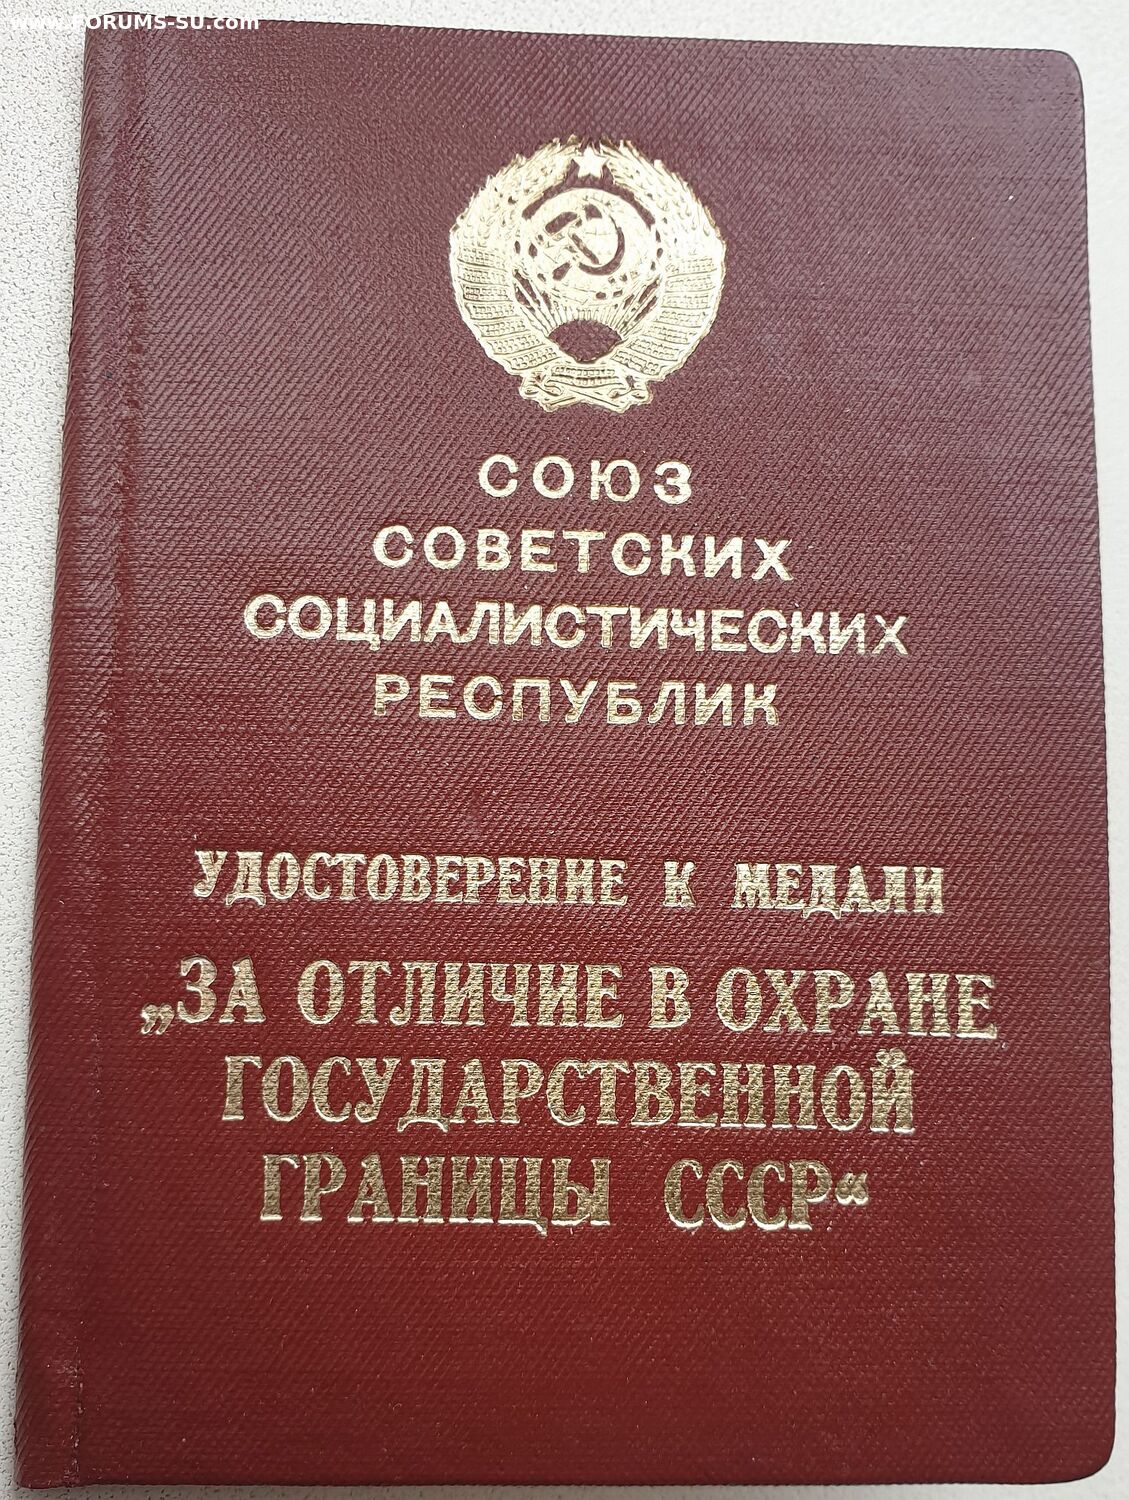 www.FORUMS-SU.com
СОЮЗ
СОВЕТСКИХ
СОЦИАЛИСТИЧЕСКИХ
РЕСПУБЛИК
УДОСТОВЕРЕНИЕ К МЕДАЛИ
„ЗА ОТЛИЧИЕ В ОХРАНЕ
ГОСУДАРСТВЕННОЙ
ГРАНИЦЫ СССР“